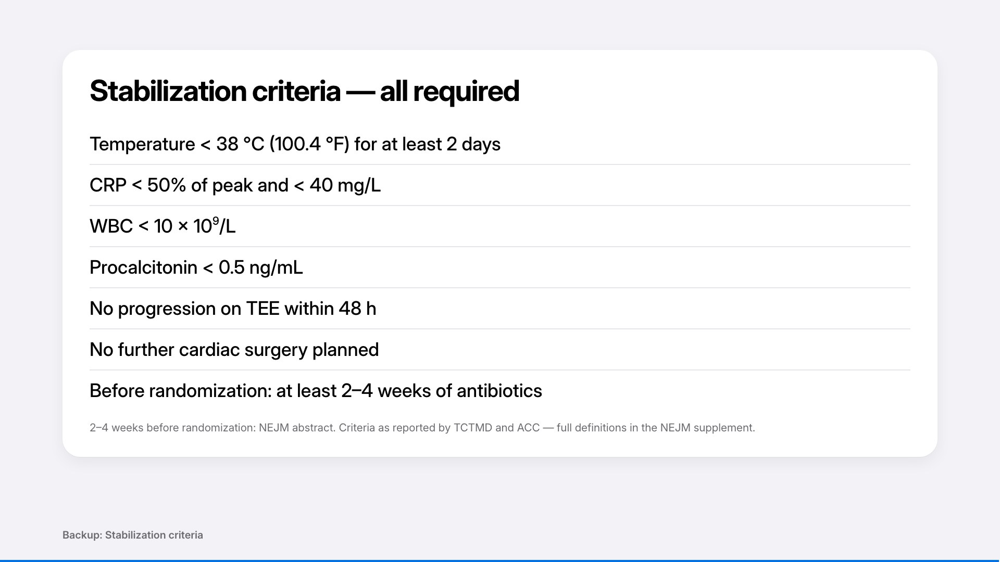 Stabilization criteria — all required
Temperature < 38 °C (100.4 °F) for at least 2 days
CRP < 50% of peak and < 40 mg/L
WBC < 10 × 10⁹/L
Procalcitonin < 0.5 ng/mL
No progression on TEE within 48 h
No further cardiac surgery planned
Before randomization: at least 2–4 weeks of antibiotics
2–4 weeks before randomization: NEJM abstract. Criteria as reported by TCTMD and ACC — full definitions in the NEJM supplement.
Backup: Stabilization criteria